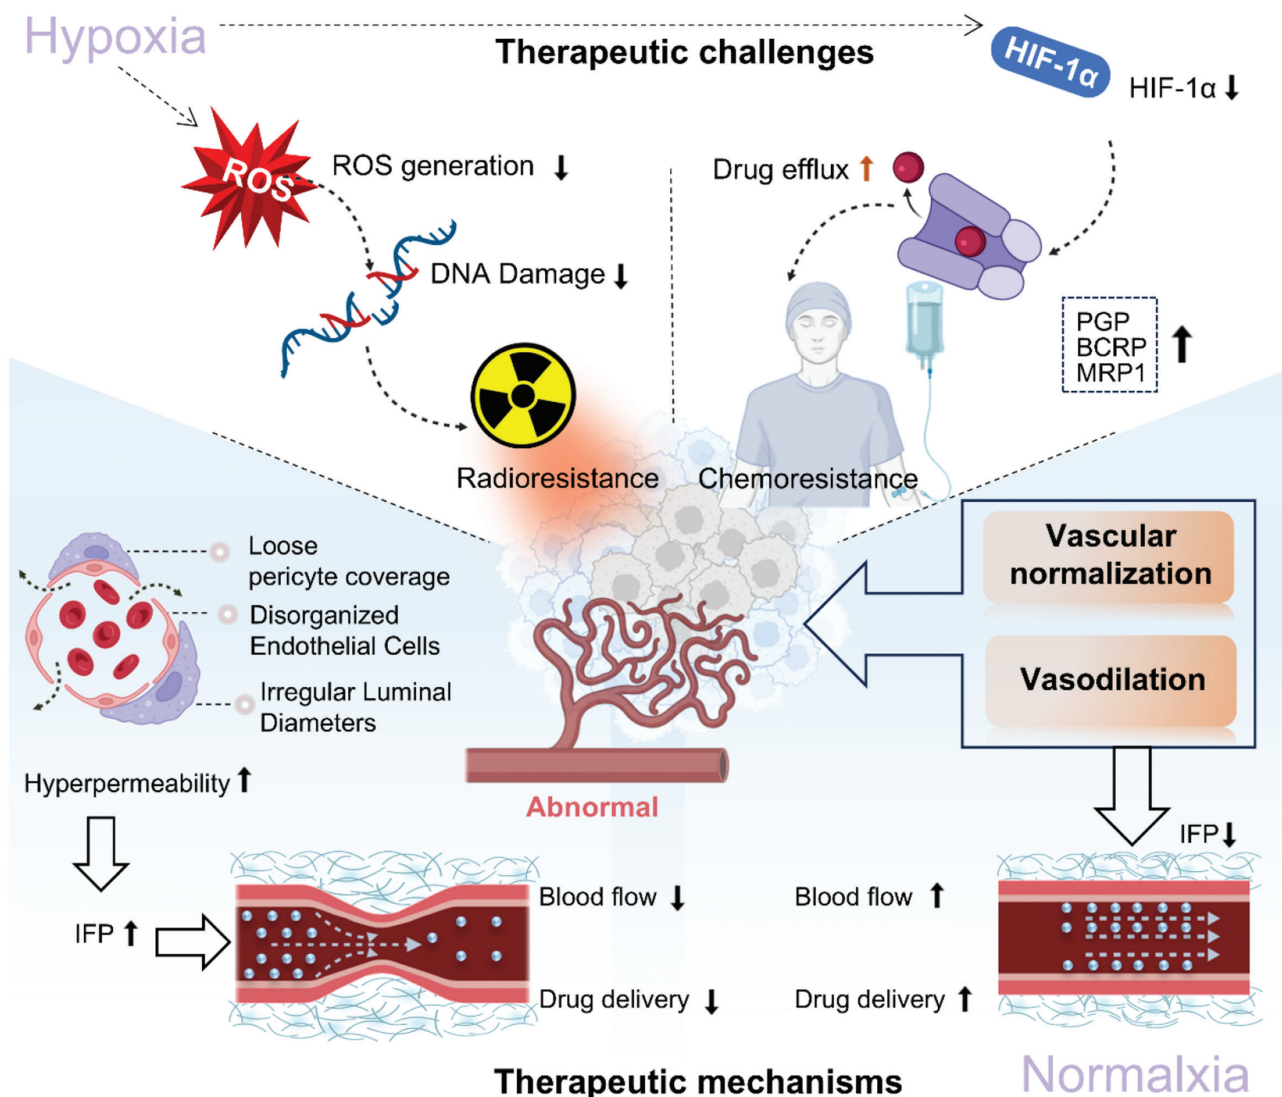 Hypoxia
Therapeutic challenges
HIF-1α
HIF-1α ↓
ROS
ROS generation ↓
Drug efflux ↑
DNA Damage ↓
PGP
BCRP
MRP1
↑
Radioresistance
Chemoresistance
Loose
pericyte coverage
Disorganized
Endothelial Cells
Irregular Luminal
Diameters
Vascular
normalization
Vasodilation
Hyperpermeability ↑
Abnormal
IFP ↓
Blood flow ↓
Blood flow ↑
IFP ↑
Drug delivery ↓
Drug delivery ↑
Therapeutic mechanisms
Normalxia